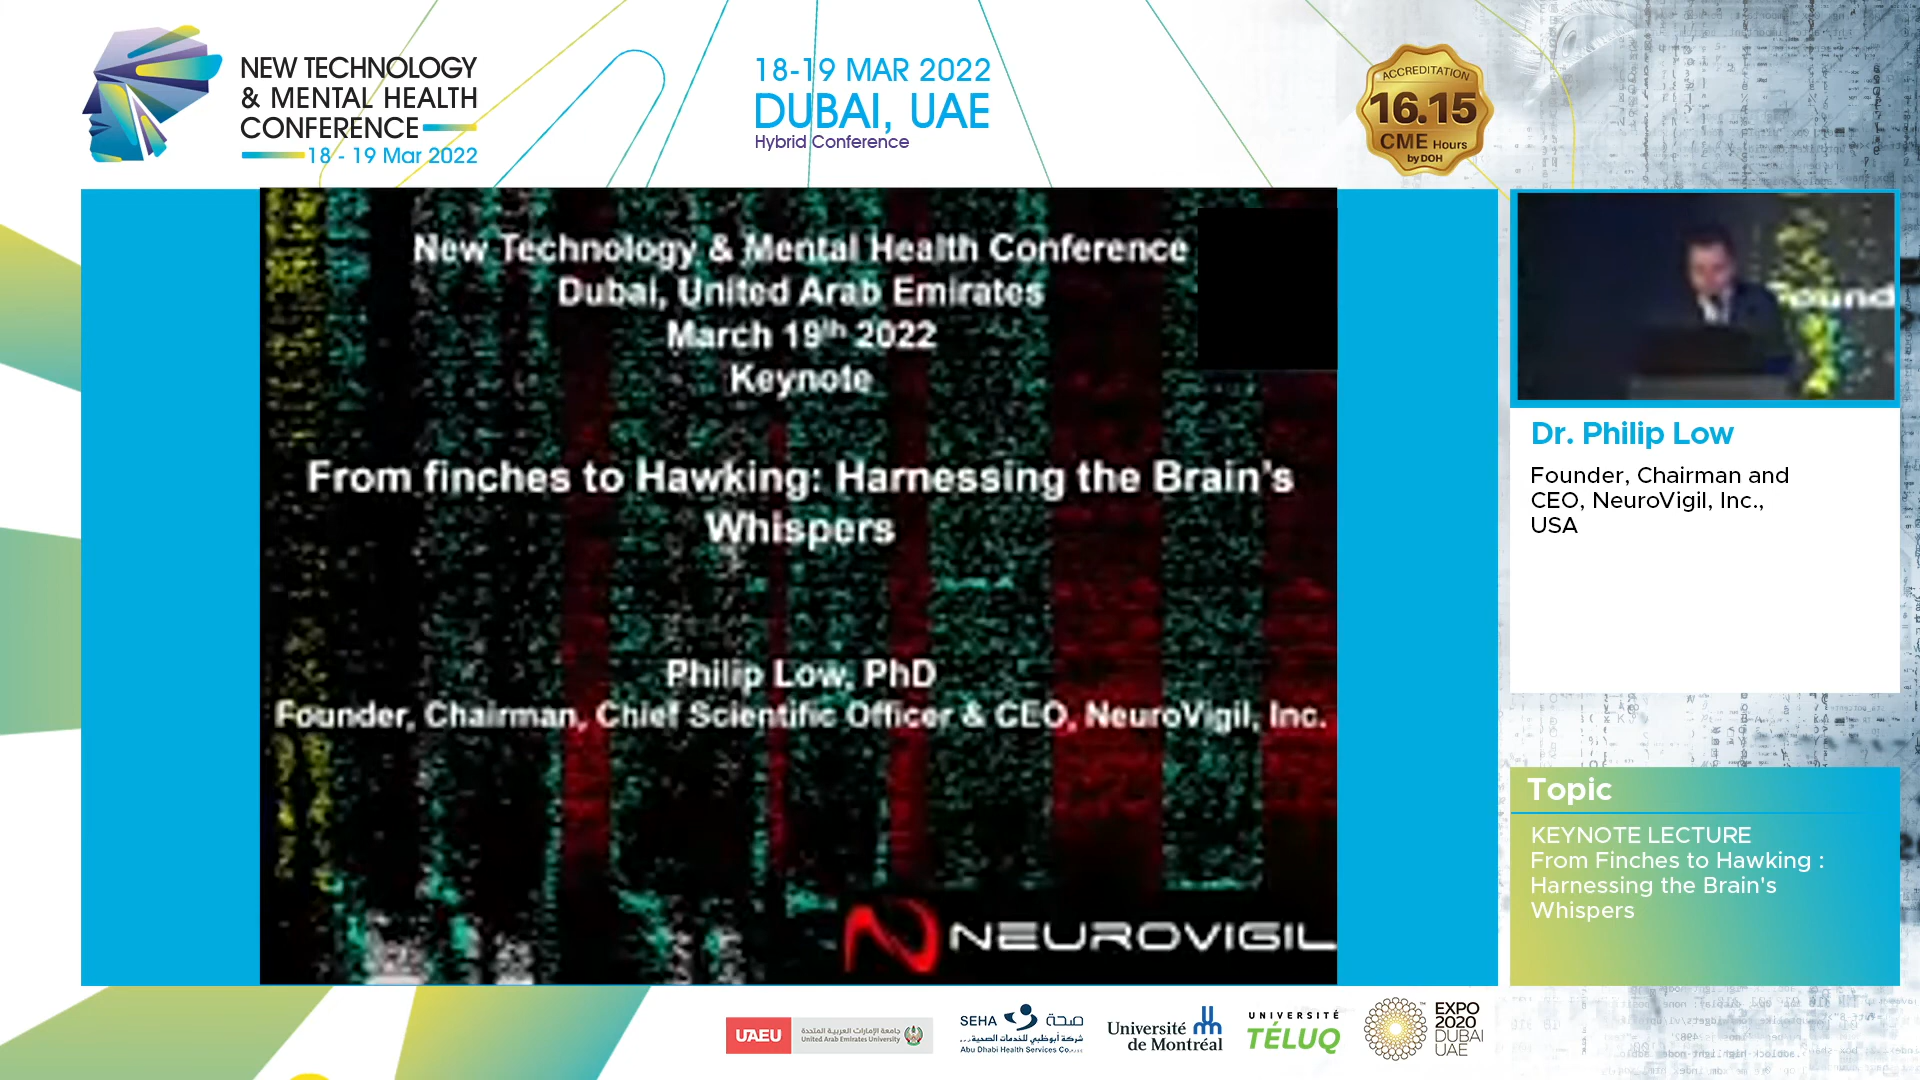 NEW TECHNOLOGY
& MENTAL HEALTH
CONFERENCE
18 - 19 Mar 2022
18-19 MAR 2022
DUBAI, UAE
Hybrid Conference
ACCREDITATION
16.15
CME Hours
by DOH
New Technology & Mental Health Conference
Dubai, United Arab Emirates
March 19th 2022
Keynote
From finches to Hawking: Harnessing the Brain's
Whispers
Philip Low, PhD
Founder, Chairman, Chief Scientific Officer & CEO, NeuroVigil, Inc.
NEUROVIGIL
Found
Dr. Philip Low
Founder, Chairman and
CEO, NeuroVigil, Inc.,
USA
Topic
KEYNOTE LECTURE
From Finches to Hawking :
Harnessing the Brain's
Whispers
UAEU
جامعة الإمارات العربية المتحدة
United Arab Emirates University
SEHA صحة
شركة أبوظبي للخدمات الصحية
Abu Dhabi Health Services Co.
Université
de Montréal
UNIVERSITÉ
TÉLUQ
EXPO
2020
DUBAI
UAE